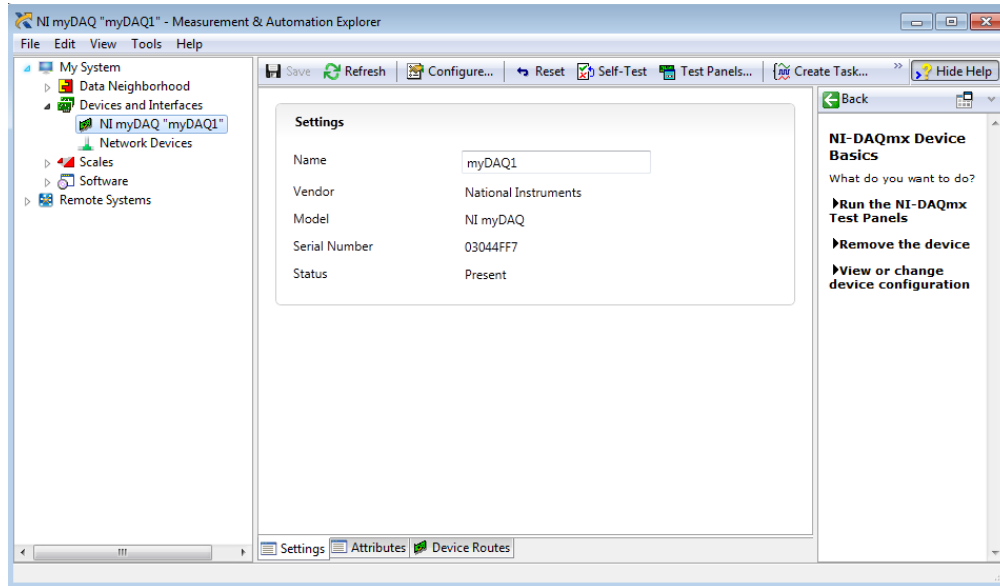 NI myDAQ "myDAQ1" - Measurement & Automation Explorer
File Edit View Tools Help
My System
Data Neighborhood
Devices and Interfaces
NI myDAQ "myDAQ1"
Network Devices
Scales
Software
Remote Systems
Save Refresh Configure... Reset Self-Test Test Panels... Create Task... » Hide Help
Settings
Name myDAQ1
Vendor National Instruments
Model NI myDAQ
Serial Number 03044FF7
Status Present
Settings Attributes Device Routes
Back
NI-DAQmx Device
Basics
What do you want to do?
Run the NI-DAQmx
Test Panels
Remove the device
View or change
device configuration